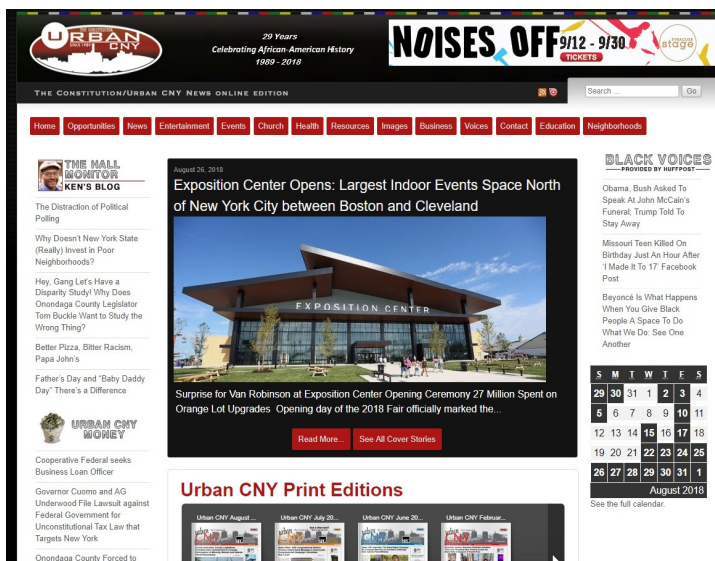 THE CONSTITUTION
URBAN
SINCE 1989 CNY
29 Years
Celebrating African-American History
1989 - 2018
NOISES OFF
9/12 - 9/30
TICKETS
SYRACUSE
stage
THE CONSTITUTION/URBAN CNY NEWS ONLINE EDITION
Search ...
Go
Home
Opportunities
News
Entertainment
Events
Church
Health
Resources
Images
Business
Voices
Contact
Education
Neighborhoods
THE HALL
MONITOR
KEN'S BLOG
The Distraction of Political
Polling
Why Doesn't New York State
(Really) Invest in Poor
Neighborhoods?
Hey, Gang Let's Have a
Disparity Study! Why Does
Onondaga County Legislator
Tom Buckle Want to Study the
Wrong Thing?
Better Pizza, Bitter Racism,
Papa John's
Father's Day and "Baby Daddy
Day" There's a Difference
URBAN CNY
MONEY
Cooperative Federal seeks
Business Loan Officer
Governor Cuomo and AG
Underwood File Lawsuit against
Federal Government for
Unconstitutional Tax Law that
Targets New York
Onondaga County Forced to
August 26, 2018
Exposition Center Opens: Largest Indoor Events Space North
of New York City between Boston and Cleveland
EXPOSITION CENTER
Surprise for Van Robinson at Exposition Center Opening Ceremony 27 Million Spent on
Orange Lot Upgrades Opening day of the 2018 Fair officially marked the...
Read More...
See All Cover Stories
Urban CNY Print Editions
Urban CNY August ...
Urban CNY July 20...
Urban CNY June 20...
Urban CNY Februar...
BLACK VOICES
PROVIDED BY HUFFPOST
Obama, Bush Asked To
Speak At John McCain's
Funeral; Trump Told To
Stay Away
Missouri Teen Killed On
Birthday Just An Hour After
'I Made It To 17' Facebook
Post
Beyoncé Is What Happens
When You Give Black
People A Space To Do
What We Do: See One
Another
S M T W T F S
29 30 31 1 2 3 4
5 6 7 8 9 10 11
12 13 14 15 16 17 18
19 20 21 22 23 24 25
26 27 28 29 30 31 1
August 2018
See the full calendar.